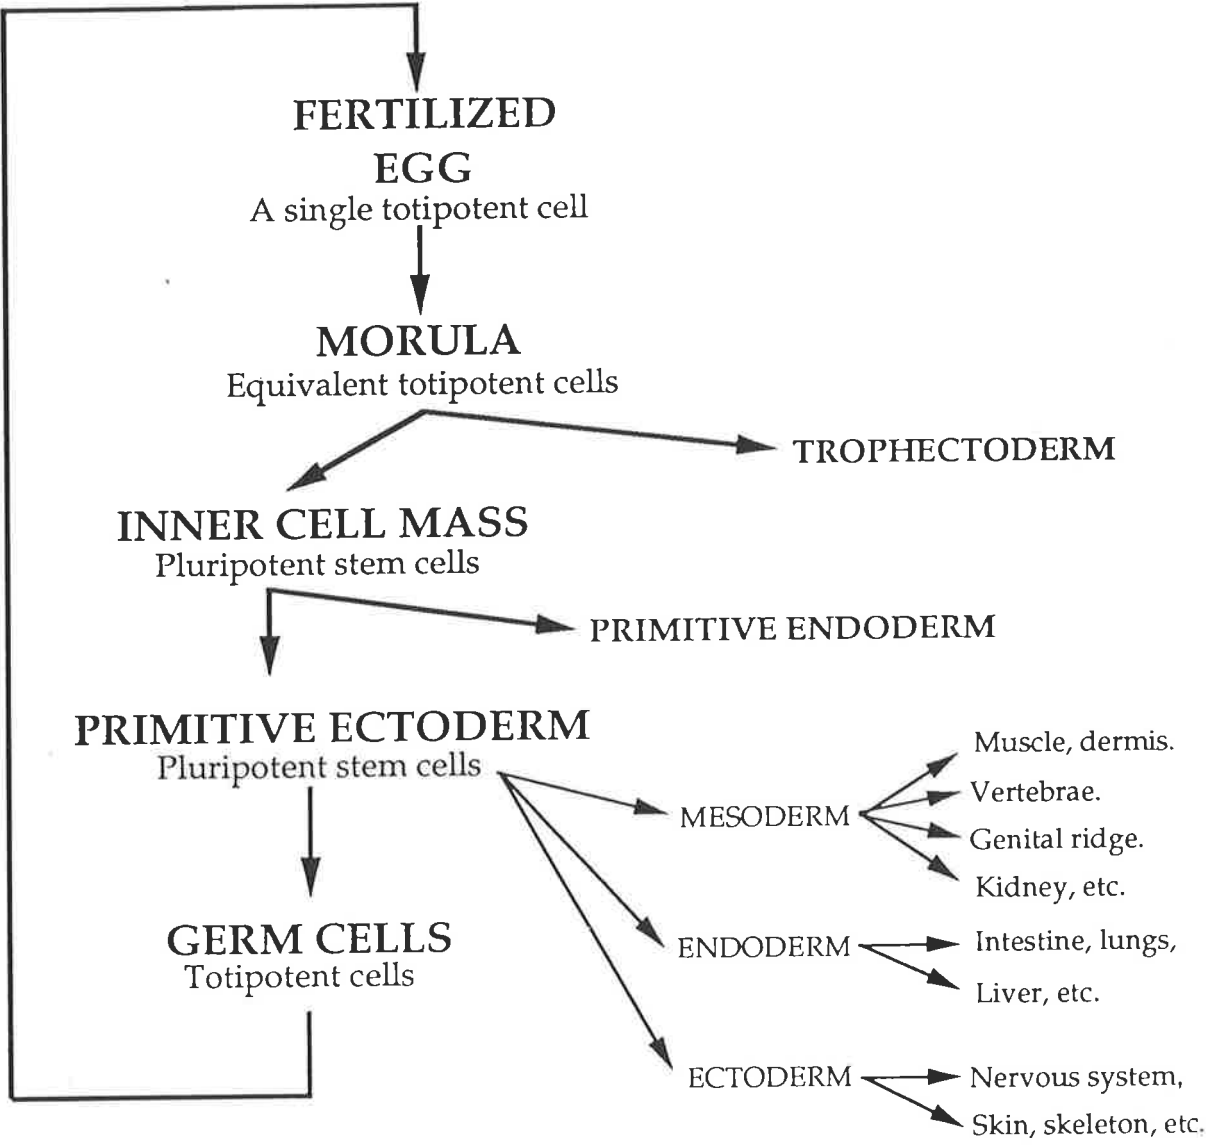 FERTILIZED
EGG
A single totipotent cell
MORULA
Equivalent totipotent cells
TROPHECTODERM
INNER CELL MASS
Pluripotent stem cells
PRIMITIVE ENDODERM
PRIMITIVE ECTODERM
Pluripotent stem cells
MESODERM
Muscle, dermis.
Vertebrae.
Genital ridge.
Kidney, etc.
GERM CELLS
Totipotent cells
ENDODERM
Intestine, lungs,
Liver, etc.
ECTODERM
Nervous system,
Skin, skeleton, etc.